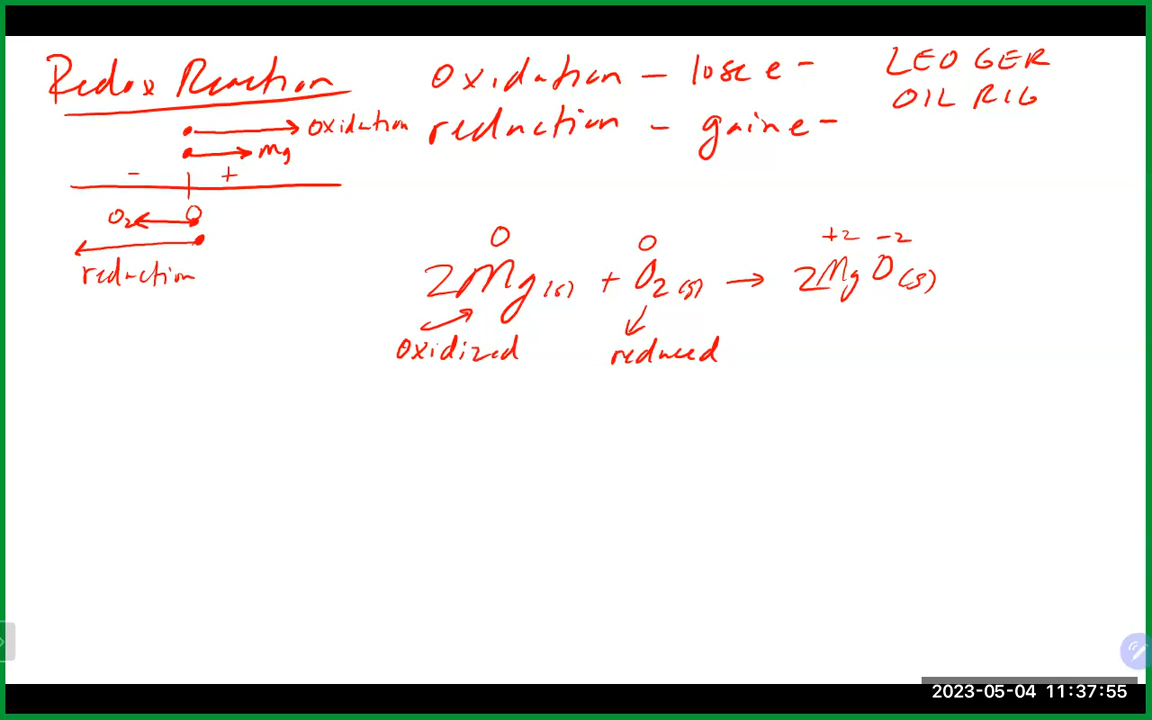 Redox Reaction
Oxidation - lose e-
LEO GER
OIL RIG
Oxidation
reduction - gain e-
Mg
- +
O2 0
reduction
0 0 +2 -2
2Mg(s) + O2(g) → 2MgO(s)
Oxidized reduced
2023-05-04 11:37:55